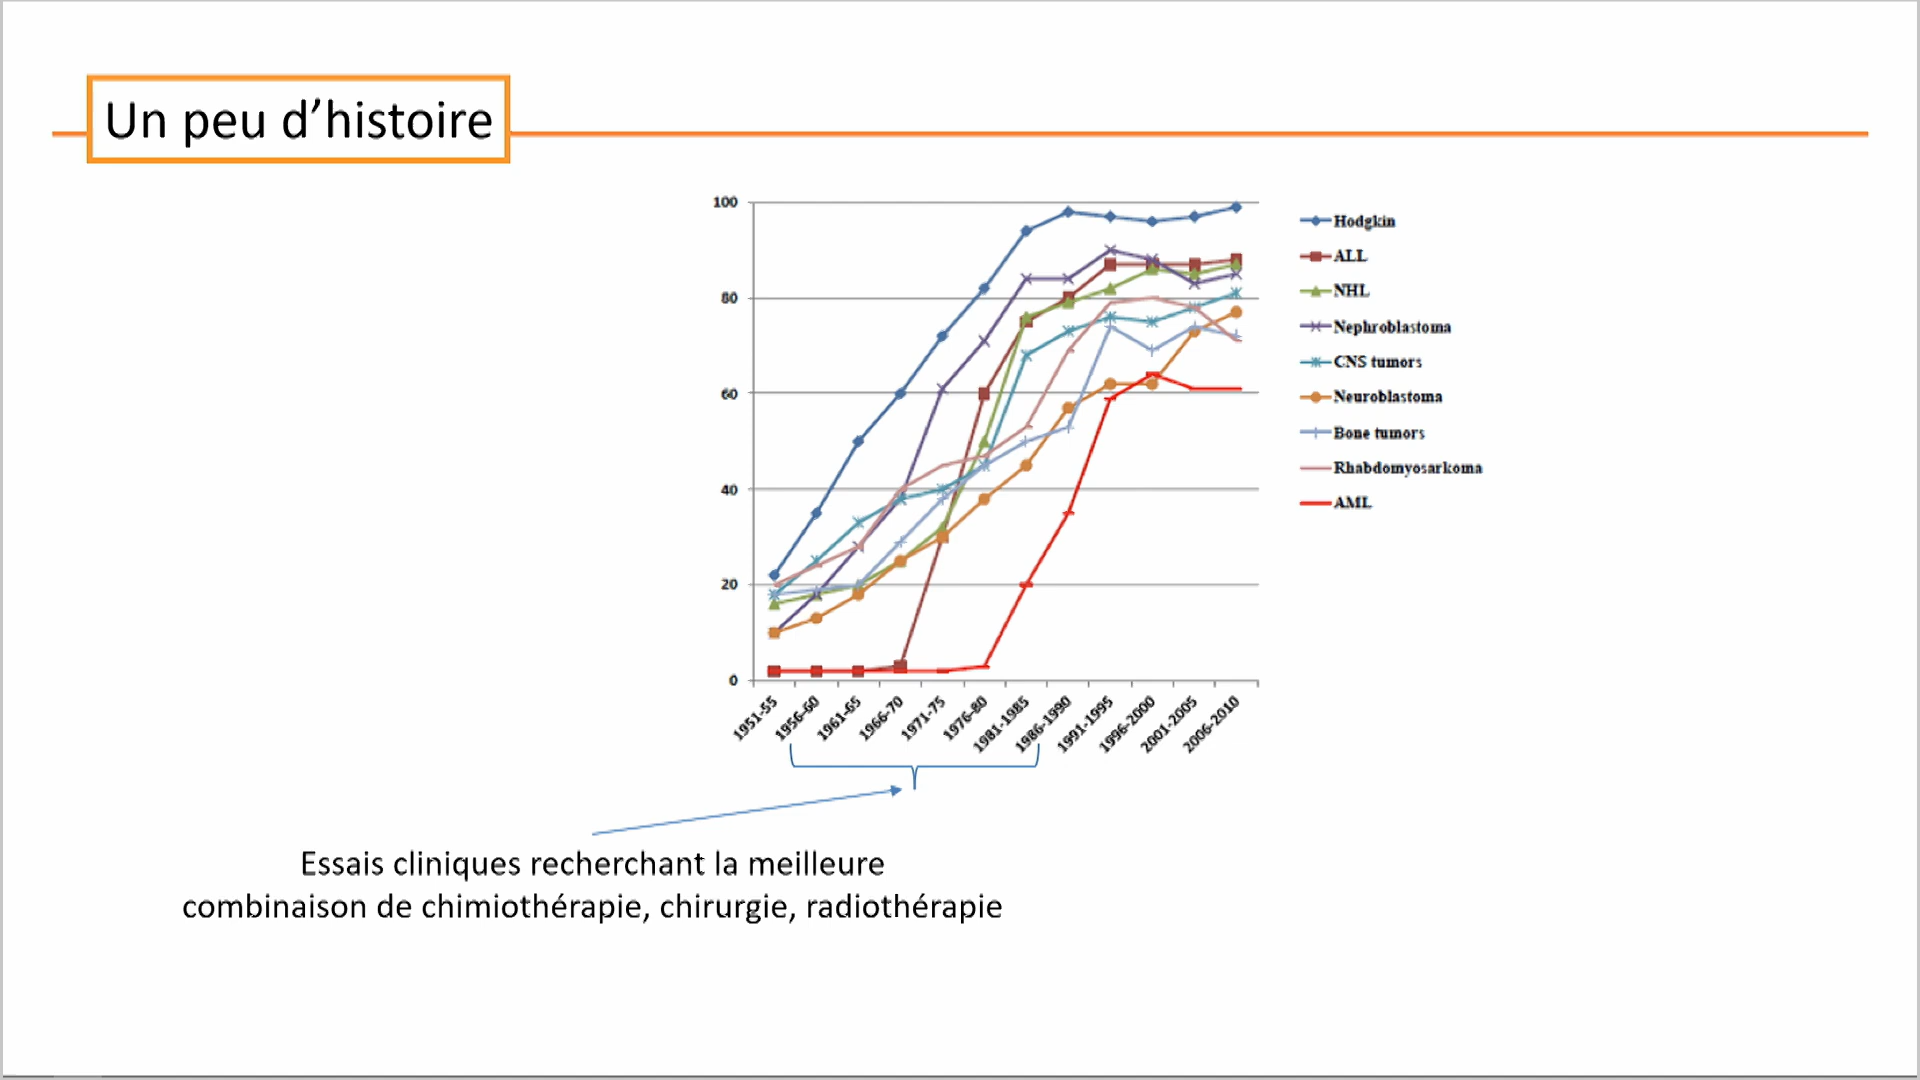 Un peu d’histoire
100
80
60
40
20
0
1951-55
1956-60
1961-65
1966-70
1971-75
1976-80
1981-1985
1986-1990
1991-1995
1996-2000
2001-2005
2006-2010
Hodgkin
ALL
NHL
Nephroblastoma
CNS tumors
Neuroblastoma
Bone tumors
Rhabdomyosarkoma
AML
Essais cliniques recherchant la meilleure
combinaison de chimiothérapie, chirurgie, radiothérapie